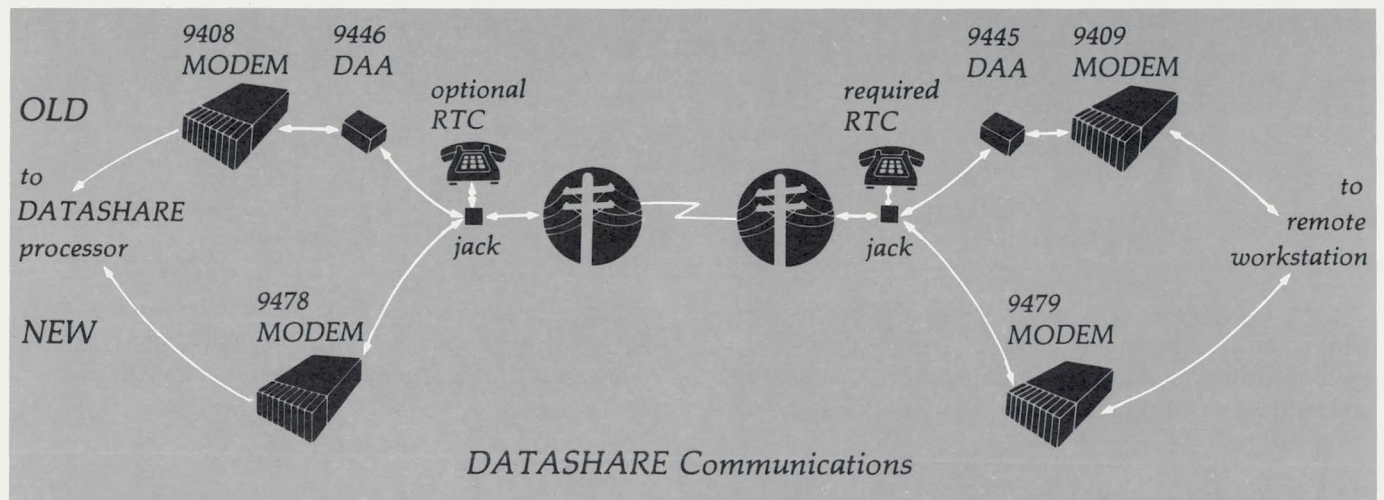 9408
MODEM
9446
DAA
optional
RTC
OLD
to
DATASHARE
processor
jack
9478
MODEM
NEW
required
RTC
9445
DAA
9409
MODEM
jack
to
remote
workstation
9479
MODEM
DATASHARE Communications